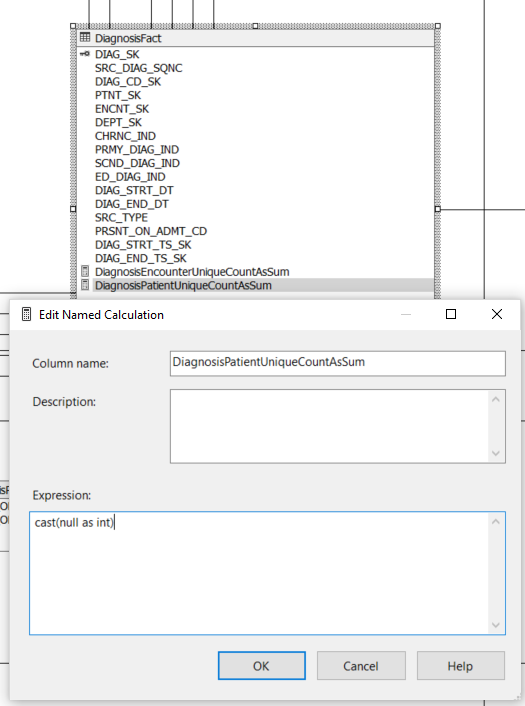 DiagnosisFact
DIAG_SK
SRC_DIAG_SQNC
DIAG_CD_SK
PTNT_SK
ENCNT_SK
DEPT_SK
CHRNC_IND
PRMY_DIAG_IND
SCND_DIAG_IND
ED_DIAG_IND
DIAG_STRT_DT
DIAG_END_DT
SRC_TYPE
PRSNT_ON_ADMT_CD
DIAG_STRT_TS_SK
DIAG_END_TS_SK
DiagnosisEncounterUniqueCountAsSum
DiagnosisPatientUniqueCountAsSum
Edit Named Calculation
Column name:
DiagnosisPatientUniqueCountAsSum
Description:
Expression:
cast(null as int)
OK
Cancel
Help